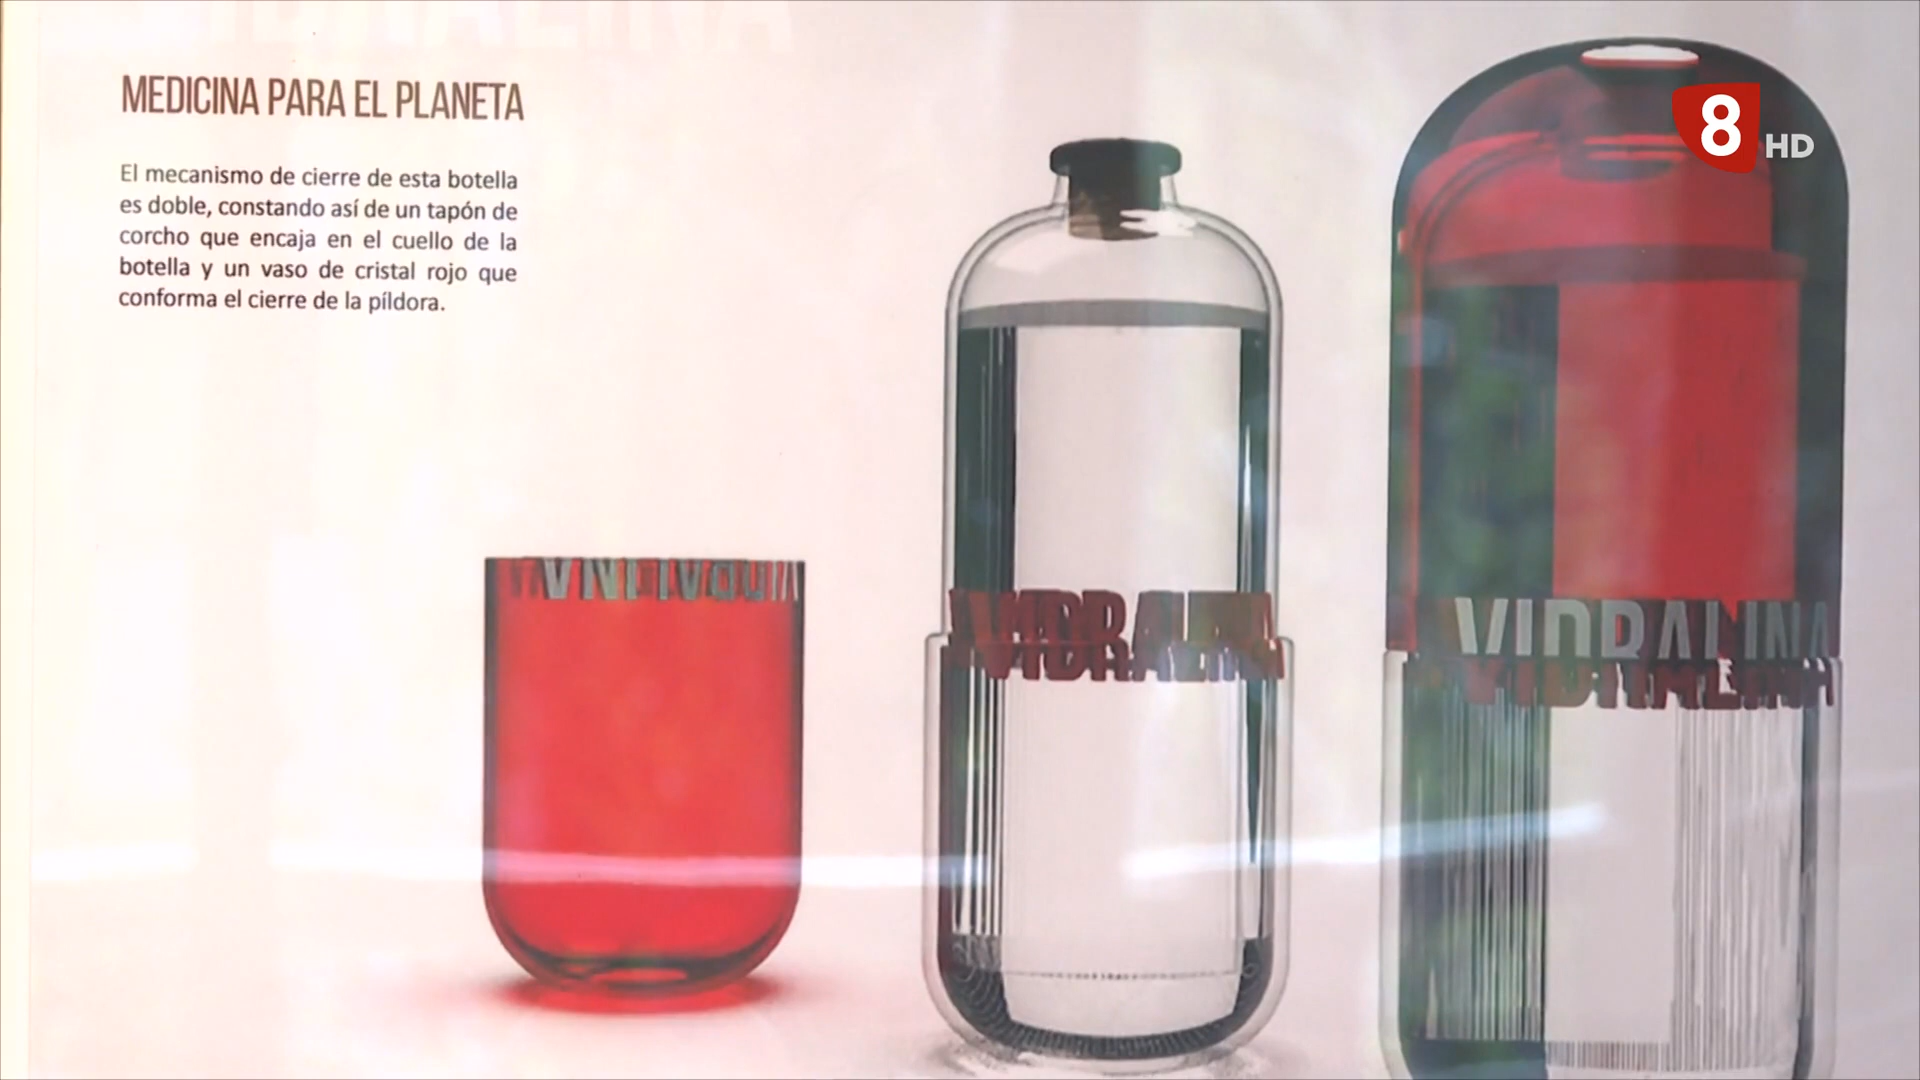 MEDICINA PARA EL PLANETA
El mecanismo de cierre de esta botella
es doble, constando así de un tapón de
corcho que encaja en el cuello de la
botella y un vaso de cristal rojo que
conforma el cierre de la píldora.
8 HD
VIDRALINA
VIDRALINA
VIDRALINA